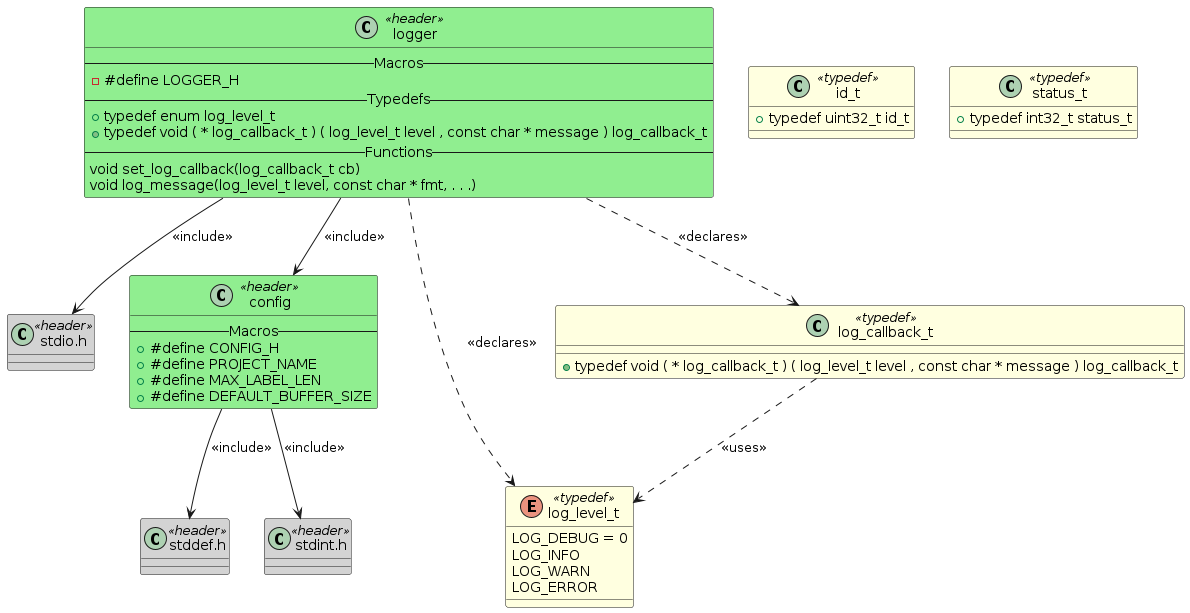 C «header»
logger
Macros
#define LOGGER_H
Typedefs
typedef enum log_level_t
typedef void ( * log_callback_t ) ( log_level_t level , const char * message ) log_callback_t
Functions
void set_log_callback(log_callback_t cb)
void log_message(log_level_t level, const char * fmt, . . .)
C «typedef»
id_t
typedef uint32_t id_t
C «typedef»
status_t
typedef int32_t status_t
«include»
«include»
«declares»
C «header»
config
Macros
#define CONFIG_H
#define PROJECT_NAME
#define MAX_LABEL_LEN
#define DEFAULT_BUFFER_SIZE
C «header»
stdio.h
C «typedef»
log_callback_t
typedef void ( * log_callback_t ) ( log_level_t level , const char * message ) log_callback_t
«declares»
«include»
«include»
«uses»
C «header»
stddef.h
C «header»
stdint.h
E «typedef»
log_level_t
LOG_DEBUG = 0
LOG_INFO
LOG_WARN
LOG_ERROR